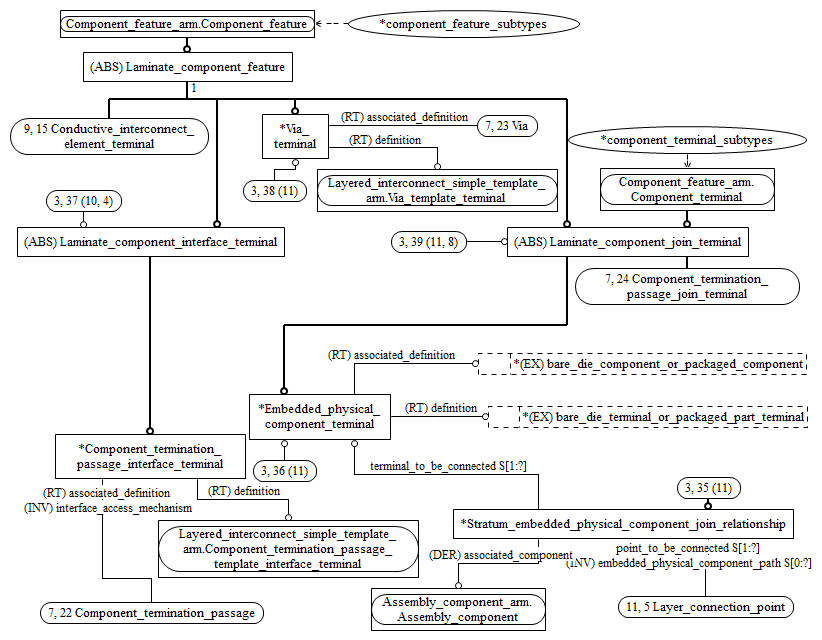 Component_feature_arm.Component_feature
*component_feature_subtypes
(ABS) Laminate_component_feature
1
9, 15 Conductive_interconnect_
element_terminal
*Via_
terminal
(RT) associated_definition
7, 23 Via
(RT) definition
*component_terminal_subtypes
3, 38 (11)
Layered_interconnect_simple_template_
arm.Via_template_terminal
Component_feature_arm.
Component_terminal
3, 37 (10, 4)
(ABS) Laminate_component_interface_terminal
3, 39 (11, 8)
(ABS) Laminate_component_join_terminal
7, 24 Component_termination_
passage_join_terminal
(RT) associated_definition
*(EX) bare_die_component_or_packaged_component
*Embedded_physical_
component_terminal
(RT) definition
*(EX) bare_die_terminal_or_packaged_part_terminal
*Component_termination_
passage_interface_terminal
3, 36 (11)
terminal_to_be_connected S[1:?]
(RT) associated_definition
(INV) interface_access_mechanism
(RT) definition
3, 35 (11)
*Stratum_embedded_physical_component_join_relationship
Layered_interconnect_simple_template_
arm.Component_termination_passage_
template_interface_terminal
(DER) associated_component
point_to_be_connected S[1:?]
(INV) embedded_physical_component_path S[0:?]
7, 22 Component_termination_passage
Assembly_component_arm.
Assembly_component
11, 5 Layer_connection_point